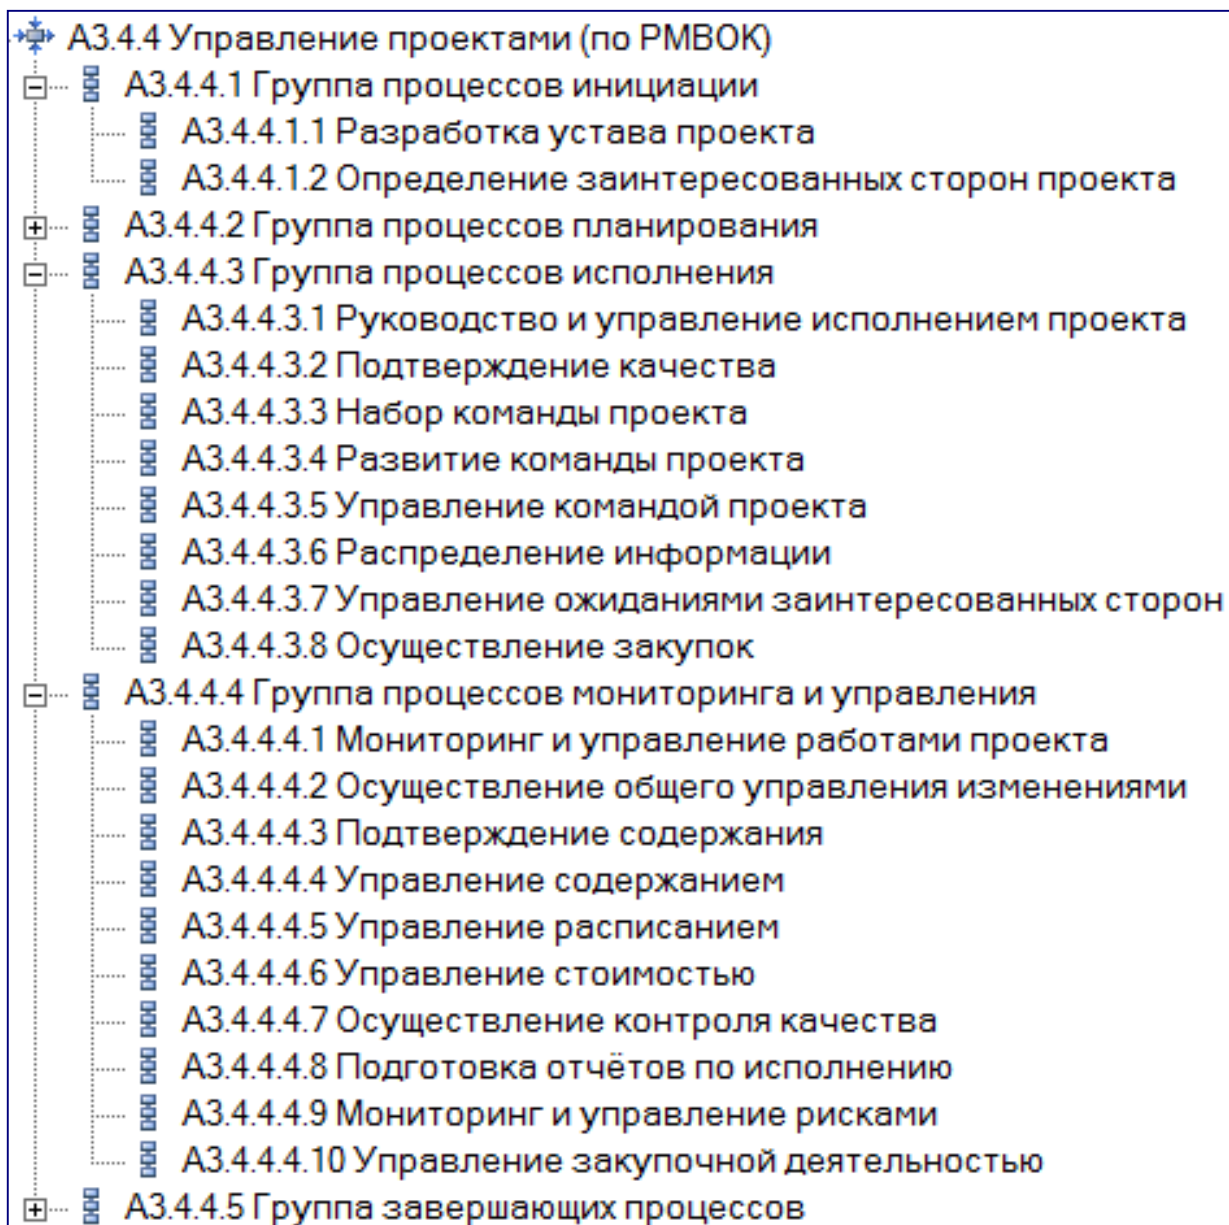 А3.4.4 Управление проектами (по PMBOK)
А3.4.4.1 Группа процессов инициации
А3.4.4.1.1 Разработка устава проекта
А3.4.4.1.2 Определение заинтересованных сторон проекта
А3.4.4.2 Группа процессов планирования
А3.4.4.3 Группа процессов исполнения
А3.4.4.3.1 Руководство и управление исполнением проекта
А3.4.4.3.2 Подтверждение качества
А3.4.4.3.3 Набор команды проекта
А3.4.4.3.4 Развитие команды проекта
А3.4.4.3.5 Управление командой проекта
А3.4.4.3.6 Распределение информации
А3.4.4.3.7 Управление ожиданиями заинтересованных сторон
А3.4.4.3.8 Осуществление закупок
А3.4.4.4 Группа процессов мониторинга и управления
А3.4.4.4.1 Мониторинг и управление работами проекта
А3.4.4.4.2 Осуществление общего управления изменениями
А3.4.4.4.3 Подтверждение содержания
А3.4.4.4.4 Управление содержанием
А3.4.4.4.5 Управление расписанием
А3.4.4.4.6 Управление стоимостью
А3.4.4.4.7 Осуществление контроля качества
А3.4.4.4.8 Подготовка отчётов по исполнению
А3.4.4.4.9 Мониторинг и управление рисками
А3.4.4.4.10 Управление закупочной деятельностью
А3.4.4.5 Группа завершающих процессов